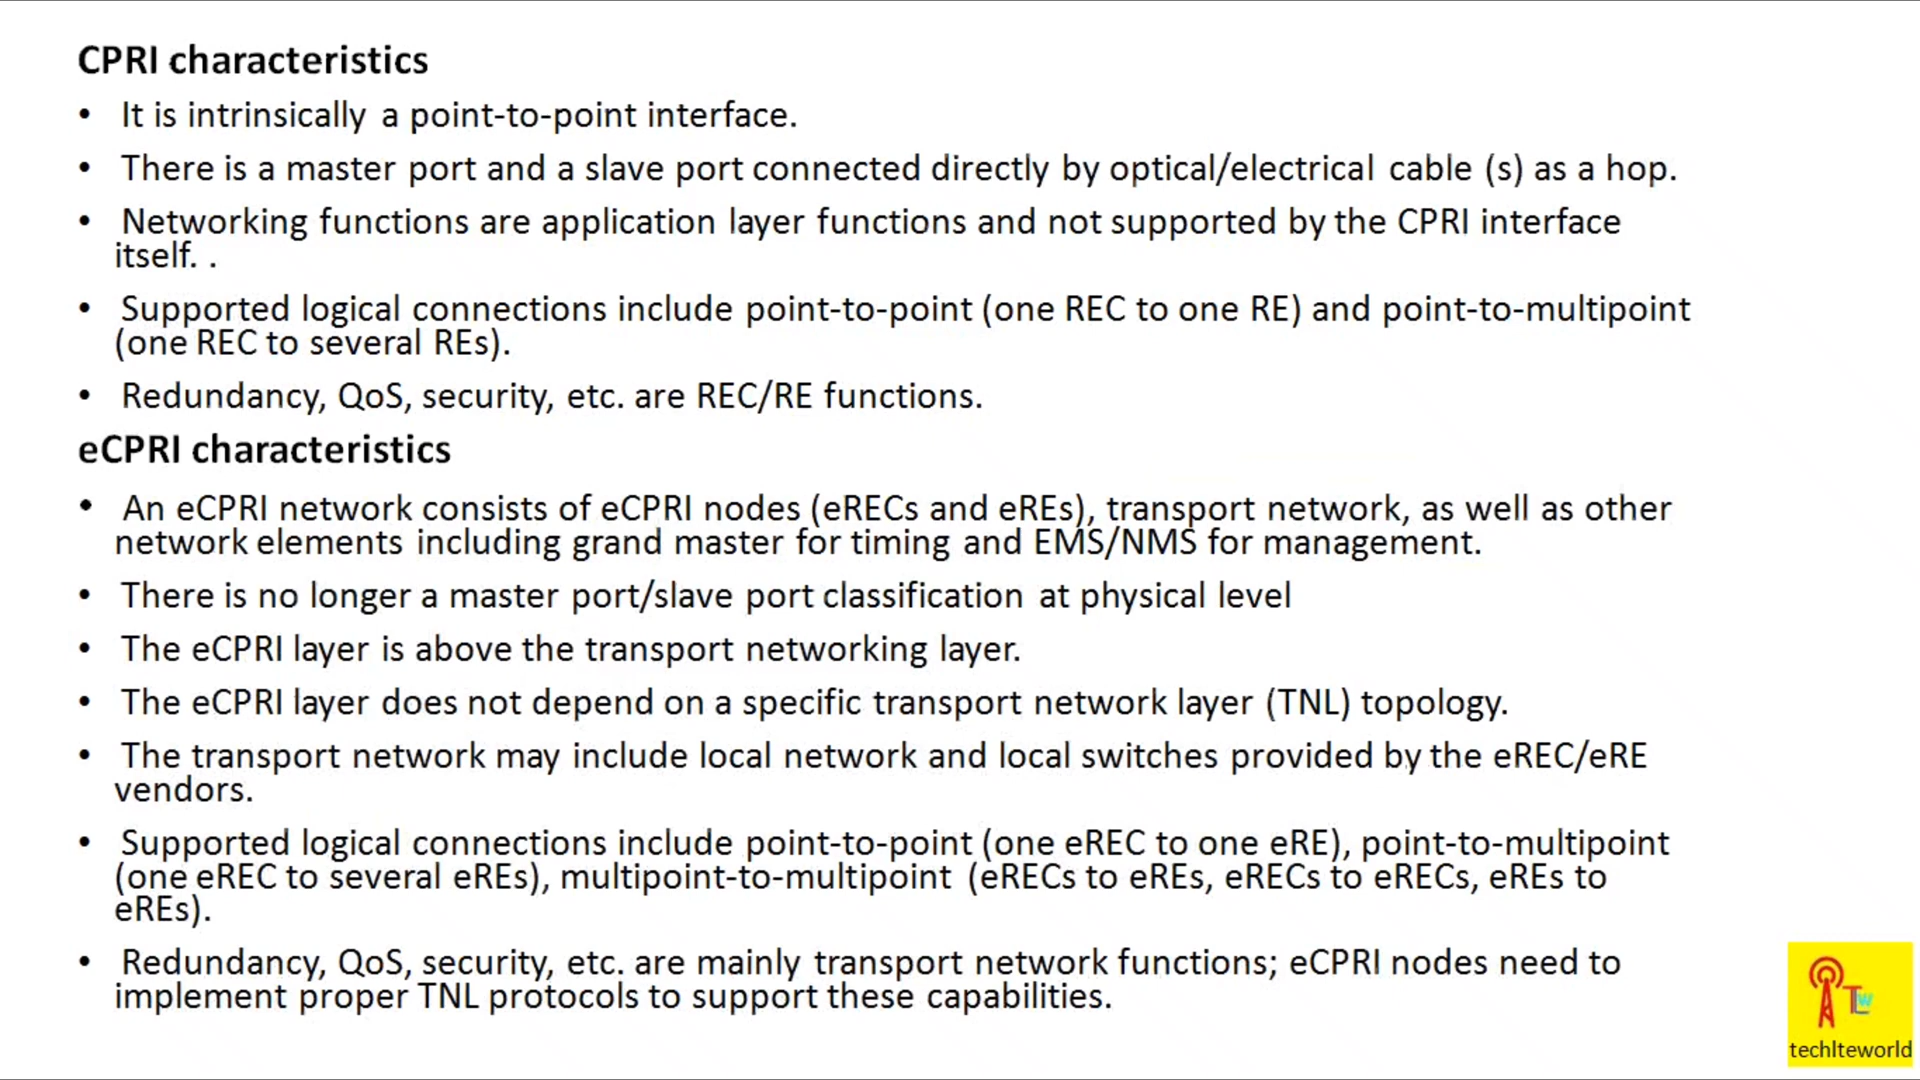 CPRI characteristics
• It is intrinsically a point-to-point interface.
• There is a master port and a slave port connected directly by optical/electrical cable (s) as a hop.
• Networking functions are application layer functions and not supported by the CPRI interface
itself. .
• Supported logical connections include point-to-point (one REC to one RE) and point-to-multipoint
(one REC to several REs).
• Redundancy, QoS, security, etc. are REC/RE functions.
eCPRI characteristics
• An eCPRI network consists of eCPRI nodes (eRECs and eREs), transport network, as well as other
network elements including grand master for timing and EMS/NMS for management.
• There is no longer a master port/slave port classification at physical level
• The eCPRI layer is above the transport networking layer.
• The eCPRI layer does not depend on a specific transport network layer (TNL) topology.
• The transport network may include local network and local switches provided by the eREC/eRE
vendors.
• Supported logical connections include point-to-point (one eREC to one eRE), point-to-multipoint
(one eREC to several eREs), multipoint-to-multipoint (eRECs to eREs, eRECs to eRECs, eREs to
eREs).
• Redundancy, QoS, security, etc. are mainly transport network functions; eCPRI nodes need to
implement proper TNL protocols to support these capabilities.
TLW
techlteworld